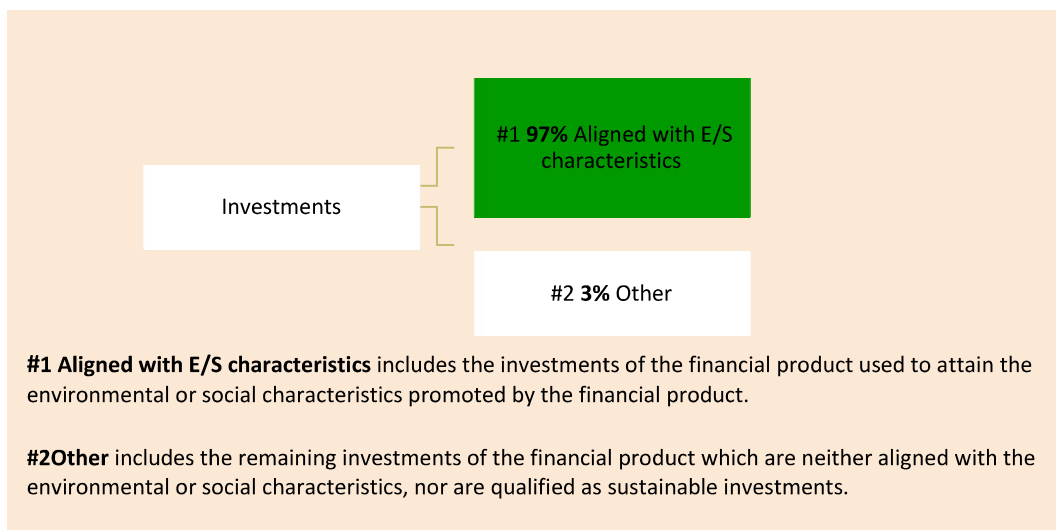 #1 97% Aligned with E/S
characteristics
Investments
#2 3% Other
#1 Aligned with E/S characteristics includes the investments of the financial product used to attain the
environmental or social characteristics promoted by the financial product.
#2Other includes the remaining investments of the financial product which are neither aligned with the
environmental or social characteristics, nor are qualified as sustainable investments.